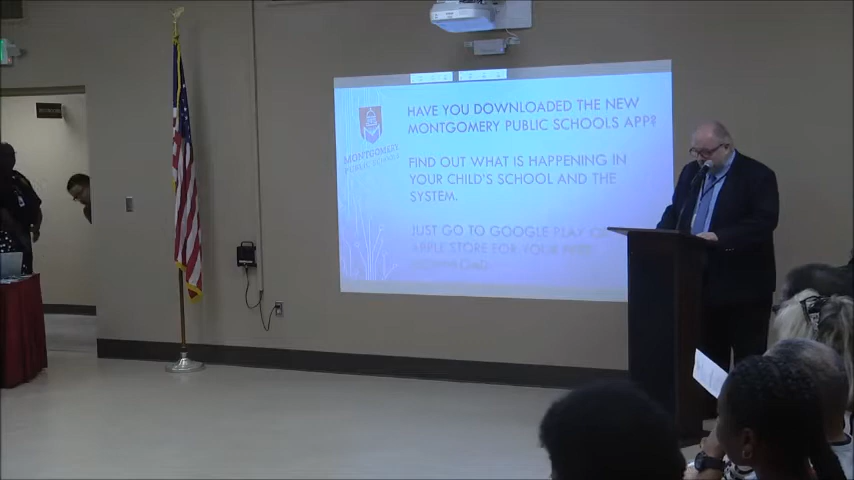 HAVE YOU DOWNLOADED THE NEW
MONTGOMERY PUBLIC SCHOOLS APP?
MONTGOMERY
PUBLIC SCHOOLS
FIND OUT WHAT IS HAPPENING IN
YOUR CHILD'S SCHOOL AND IN THE
SYSTEM.
JUST GO TO GOOGLE PLAY OR
APPLE STORE FOR YOUR